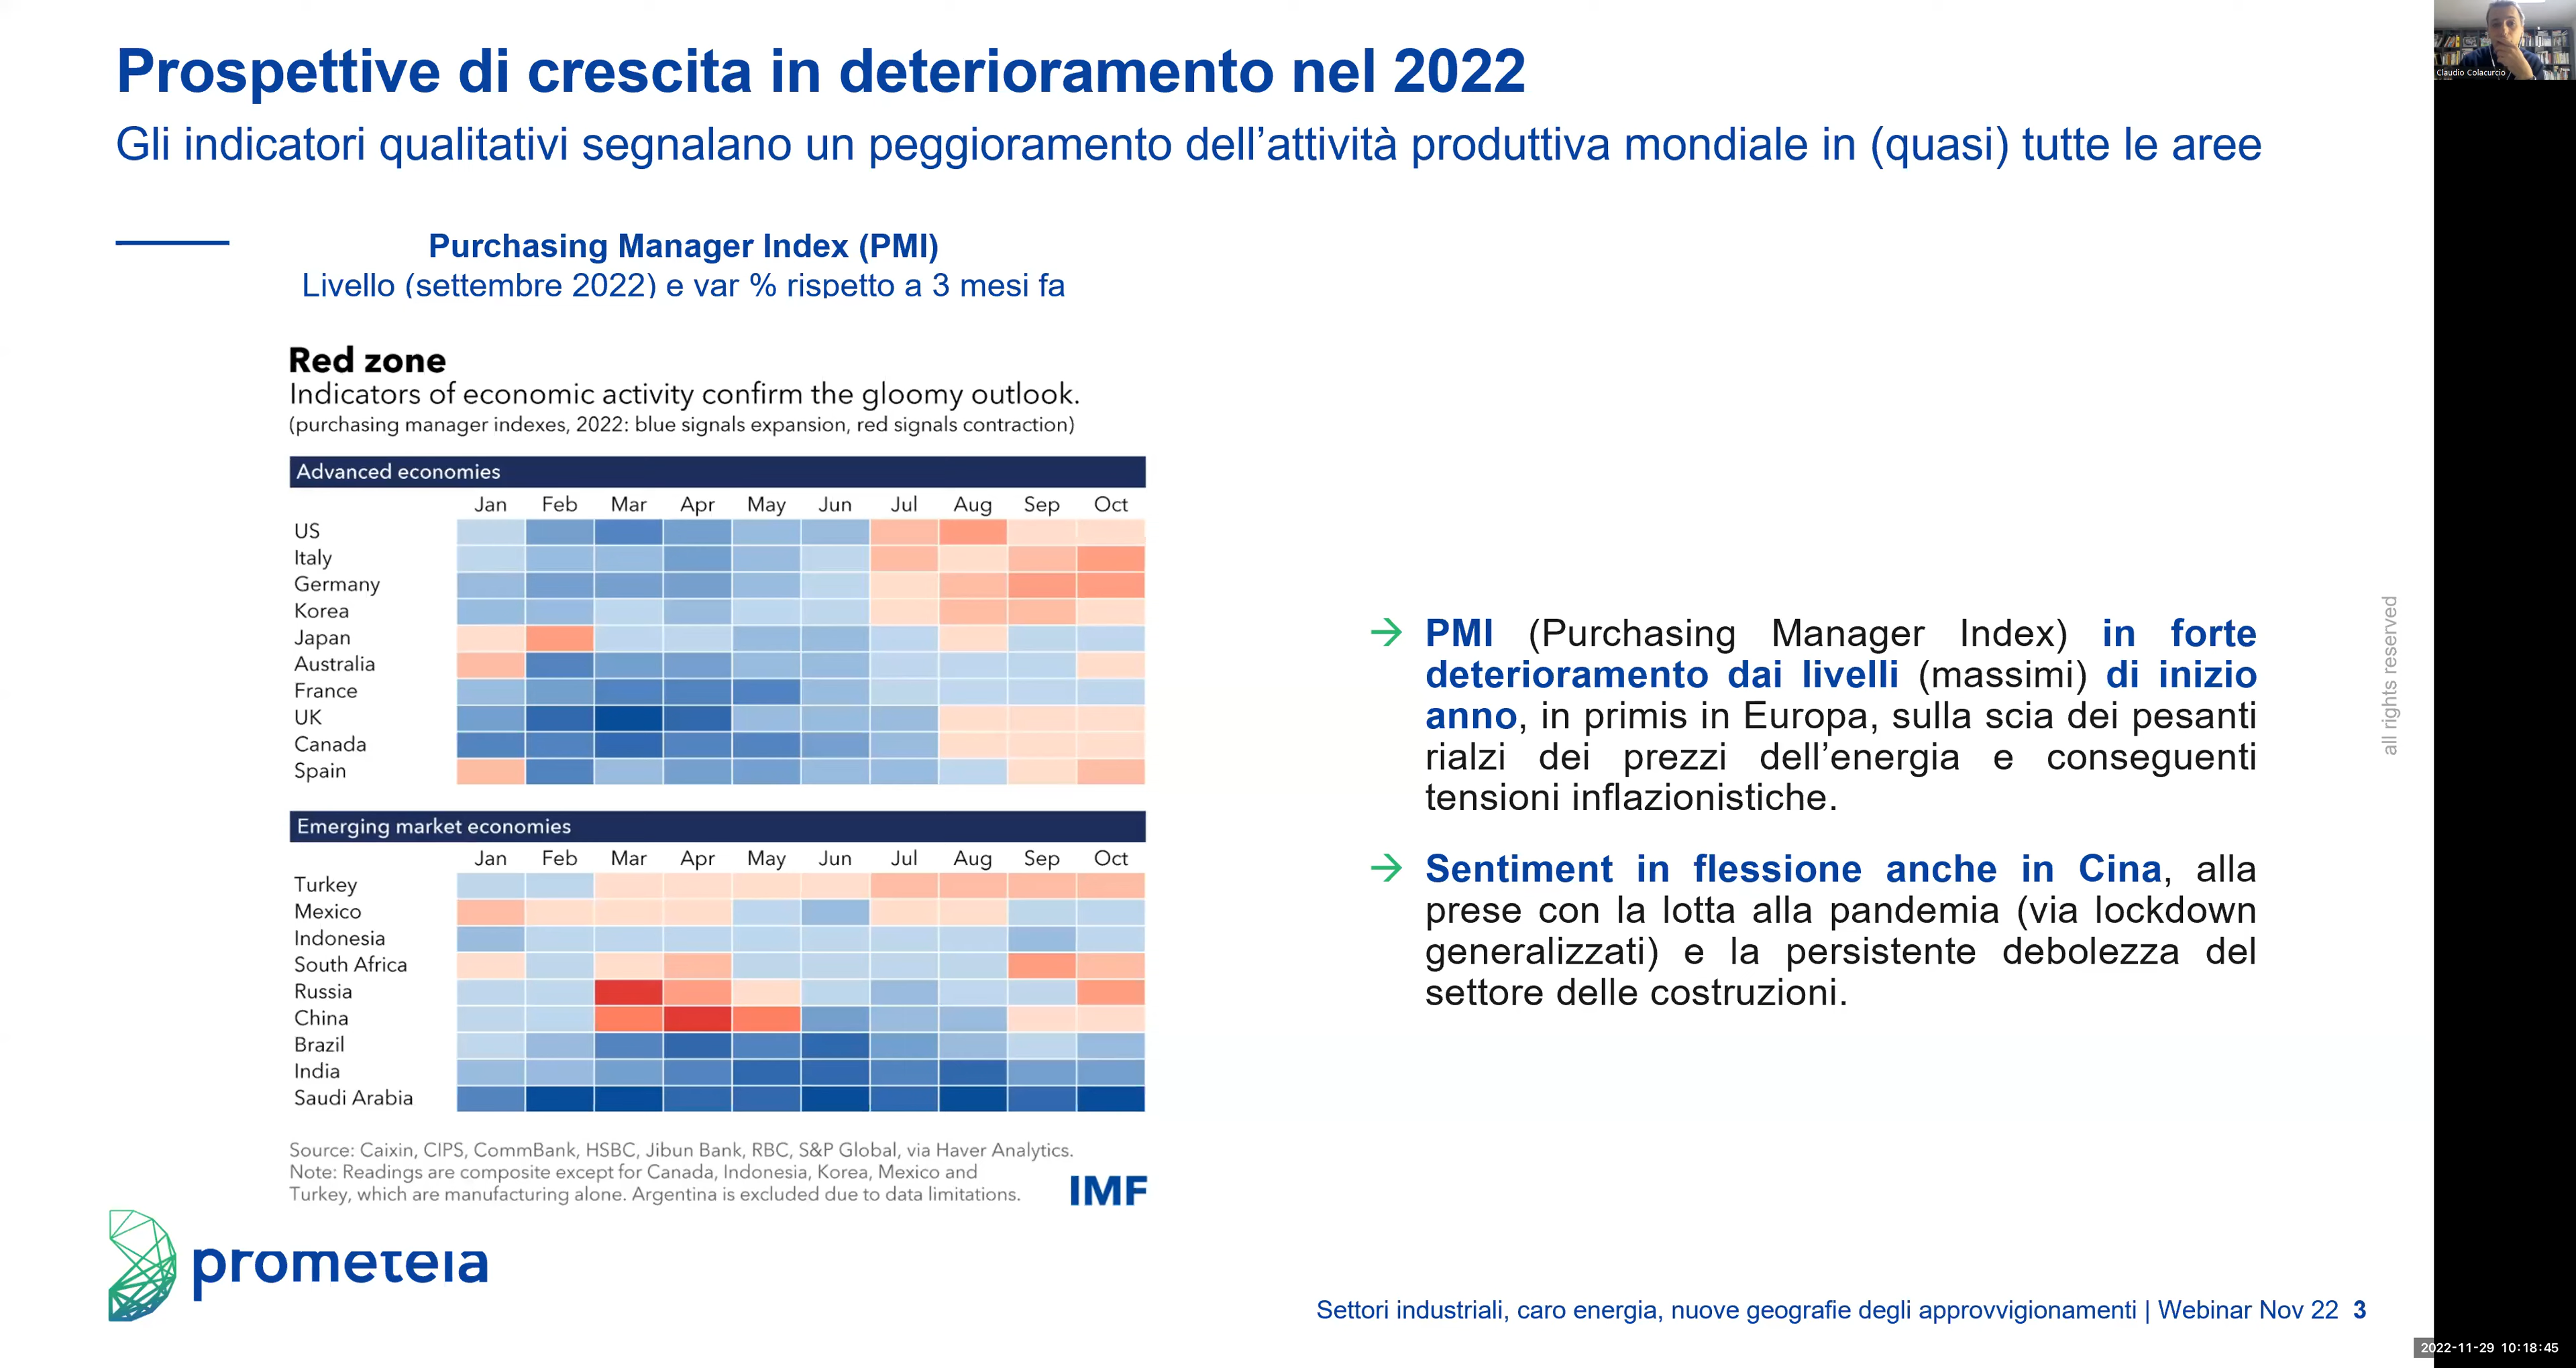 Prospettive di crescita in deterioramento nel 2022
Gli indicatori qualitativi segnalano un peggioramento dell’attività produttiva mondiale in (quasi) tutte le aree
Purchasing Manager Index (PMI)
Livello (settembre 2022) e var % rispetto a 3 mesi fa
Red zone
Indicators of economic activity confirm the gloomy outlook.
(purchasing manager indexes, 2022: blue signals expansion, red signals contraction)
Advanced economies
Jan Feb Mar Apr May Jun Jul Aug Sep Oct
US
Italy
Germany
Korea
Japan
Australia
France
UK
Canada
Spain
Emerging market economies
Jan Feb Mar Apr May Jun Jul Aug Sep Oct
Turkey
Mexico
Indonesia
South Africa
Russia
China
Brazil
India
Saudi Arabia
Source: Caixin, CIPS, CommBank, HSBC, Jibun Bank, RBC, S&P Global, via Haver Analytics.
Note: Readings are composite except for Canada, Indonesia, Korea, Mexico and
Turkey, which are manufacturing alone. Argentina is excluded due to data limitations.
IMF
→ PMI (Purchasing Manager Index) in forte
deterioramento dai livelli (massimi) di inizio
anno, in primis in Europa, sulla scia dei pesanti
rialzi dei prezzi dell’energia e conseguenti
tensioni inflazionistiche.
→ Sentiment in flessione anche in Cina, alla
prese con la lotta alla pandemia (via lockdown
generalizzati) e la persistente debolezza del
settore delle costruzioni.
all rights reserved
prometeia
Settori industriali, caro energia, nuove geografie degli approvvigionamenti | Webinar Nov 22 3
Claudio Colacurcio
2022-11-29 10:18:45